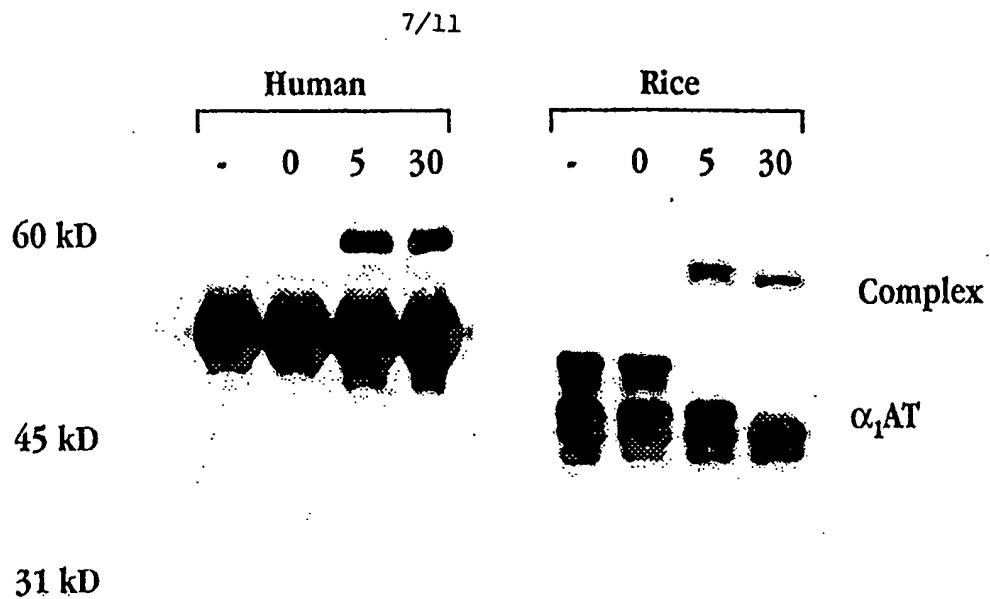 7/11
Human Rice
- 0 5 30 - 0 5 30
60 kD
Complex
α₁AT
45 kD
31 kD